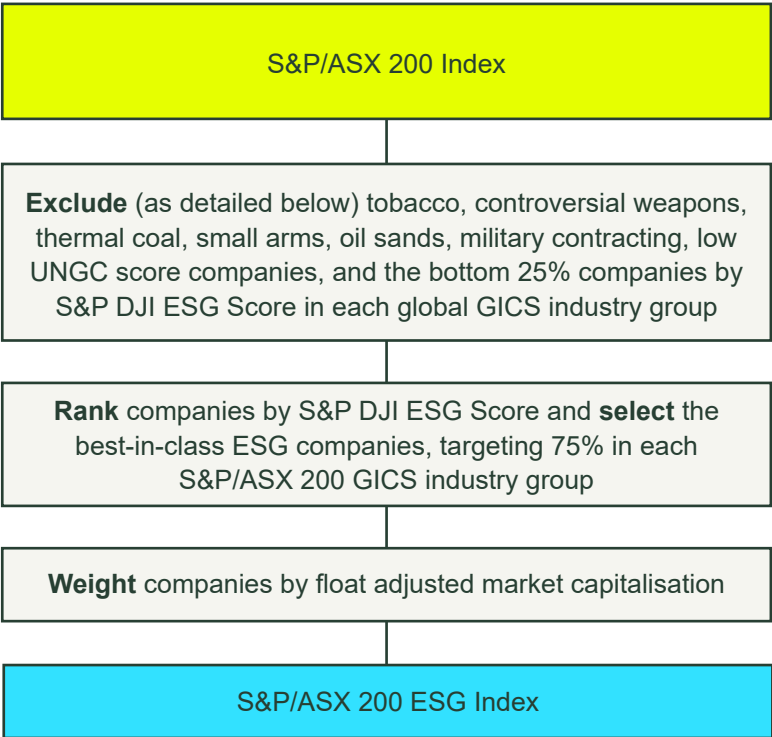 S&P/ASX 200 Index
Exclude (as detailed below) tobacco, controversial weapons,
thermal coal, small arms, oil sands, military contracting, low
UNGC score companies, and the bottom 25% companies by
S&P DJI ESG Score in each global GICS industry group
Rank companies by S&P DJI ESG Score and select the
best-in-class ESG companies, targeting 75% in each
S&P/ASX 200 GICS industry group
Weight companies by float adjusted market capitalisation
S&P/ASX 200 ESG Index